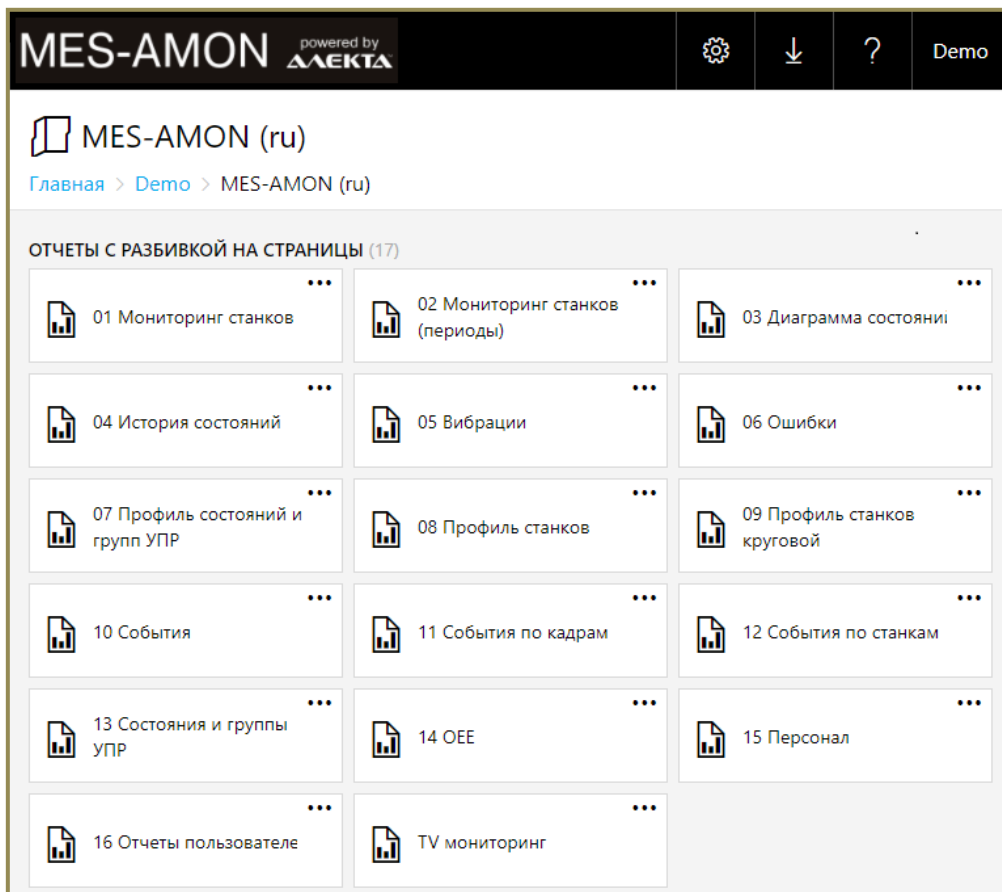 MES-AMON powered by АЛЕКТА Demo
MES-AMON (ru)
Главная > Demo > MES-AMON (ru)
ОТЧЕТЫ С РАЗБИВКОЙ НА СТРАНИЦЫ (17)
01 Мониторинг станков
02 Мониторинг станков
(периоды)
03 Диаграмма состояни
04 История состояний
05 Вибрации
06 Ошибки
07 Профиль состояний и
групп УПР
08 Профиль станков
09 Профиль станков
круговой
10 События
11 События по кадрам
12 События по станкам
13 Состояния и группы
УПР
14 OEE
15 Персонал
16 Отчеты пользователе
TV мониторинг